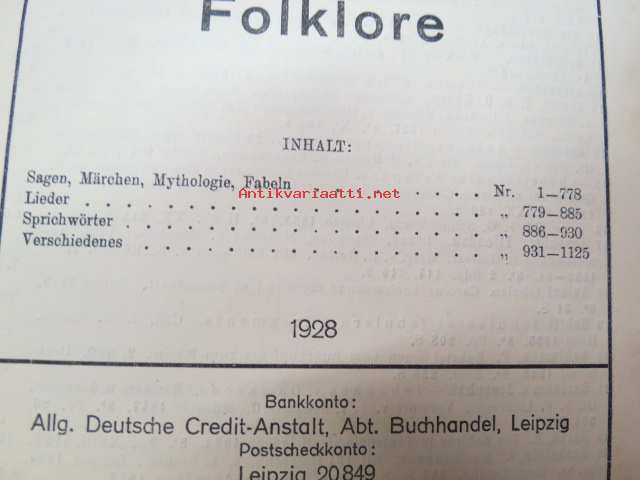 Folklore
INHALT:
Sagen, Märchen, Mythologie, Fabeln . . . . . . . Nr. 1—778
Antikvariaatti.net
Lieder . . . . . . . . . . . . . . . . „ 779—885
Sprichwörter . . . . . . . . . . . . . . „ 886—930
Verschiedenes . . . . . . . . . . . . . „ 931—1125
1928
Bankkonto:
Allg. Deutsche Credit-Anstalt, Abt. Buchhandel, Leipzig
Postscheckkonto:
Leipzig 20849